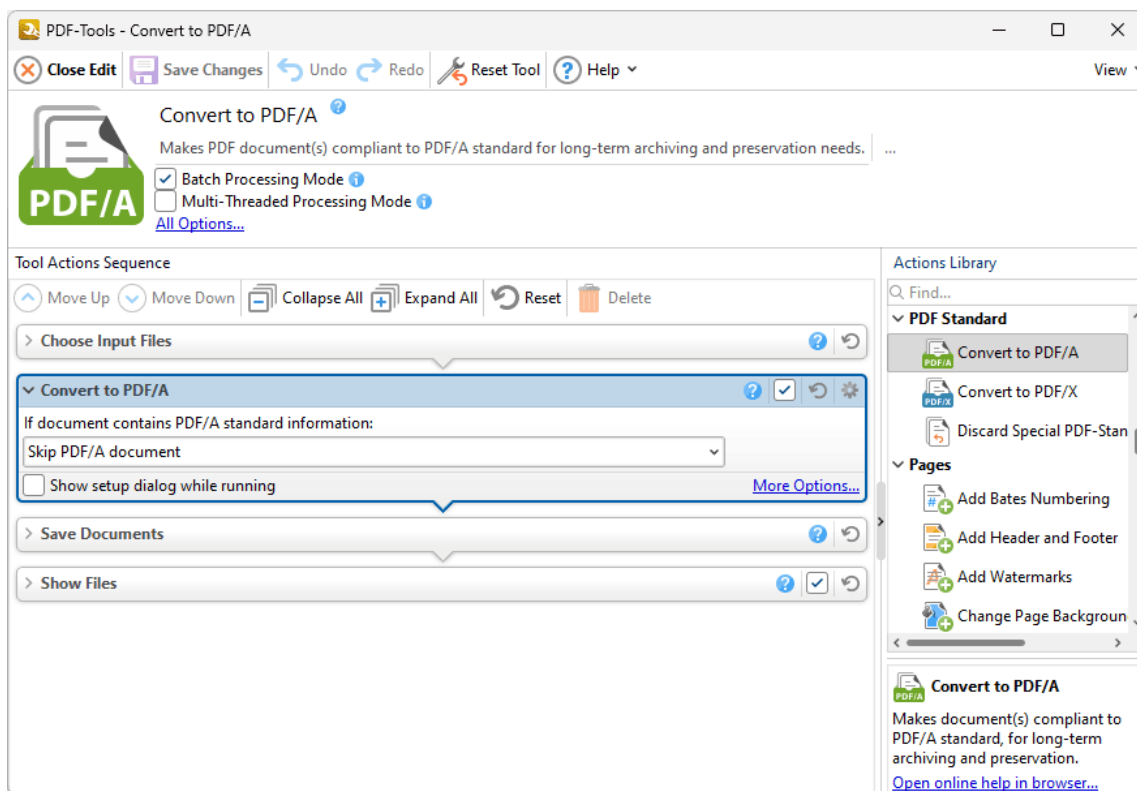 PDF-Tools - Convert to PDF/A
Close Edit Save Changes Undo Redo Reset Tool ? Help View
Convert to PDF/A ?
Makes PDF document(s) compliant to PDF/A standard for long-term archiving and preservation needs. ...
PDF/A
Batch Processing Mode i
Multi-Threaded Processing Mode i
All Options...
Tool Actions Sequence
Move Up Move Down Collapse All Expand All Reset Delete
Choose Input Files ?
Convert to PDF/A ?
If document contains PDF/A standard information:
Skip PDF/A document
Show setup dialog while running More Options...
Save Documents ?
Show Files ?
Actions Library
Find...
PDF Standard
PDF/A Convert to PDF/A
PDF/X Convert to PDF/X
Discard Special PDF-Stan
Pages
# Add Bates Numbering
Add Header and Footer
Add Watermarks
Change Page Backgroun
PDF/A Convert to PDF/A
Makes document(s) compliant to
PDF/A standard, for long-term
archiving and preservation.
Open online help in browser...